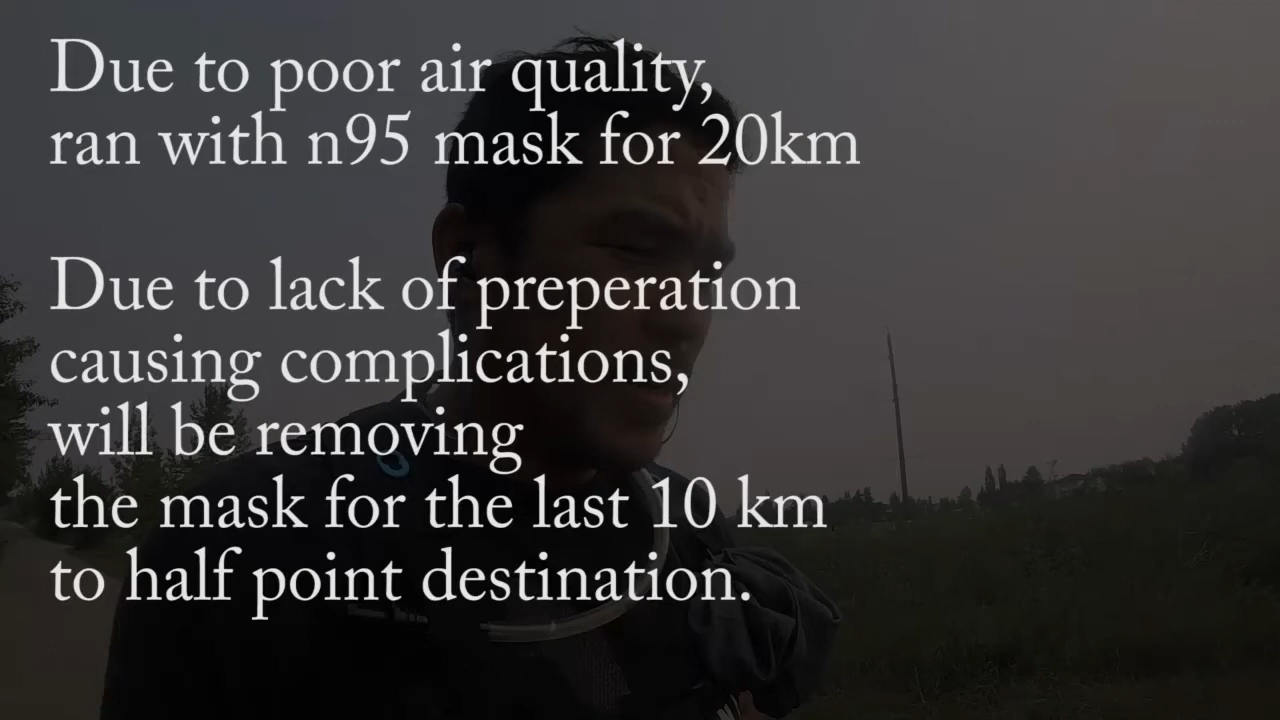 Due to poor air quality,
ran with n95 mask for 20km
Due to lack of preperation
causing complications,
will be removing
the mask for the last 10 km
to half point destination.